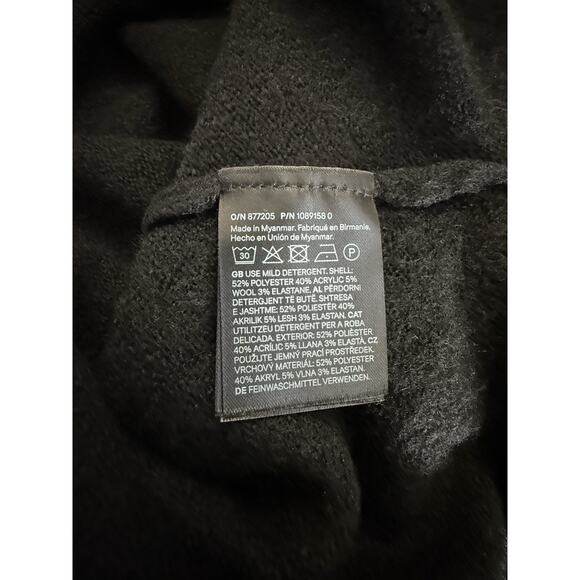 O/N 877205 P/N 1089158 0
Made in Myanmar. Fabriqué en Birmanie.
Hecho en Unión de Myanmar.
30 P
GB USE MILD DETERGENT. SHELL:
52% POLYESTER 40% ACRYLIC 5%
WOOL 3% ELASTANE. AL PËRDORNI
DETERGJENT TË BUTË. SHTRESA
E JASHTME: 52% POLIESTER 40%
AKRILIK 5% LESH 3% ELASTAN. CAT
UTILITZEU DETERGENT PER A ROBA
DELICADA. EXTERIOR: 52% POLIÈSTER
40% ACRÍLIC 5% LLANA 3% ELASTÀ. CZ
POUŽIJTE JEMNÝ PRACÍ PROSTŘEDEK.
VRCHOVÝ MATERIÁL: 52% POLYESTER
40% AKRYL 5% VLNA 3% ELASTAN.
DE FEINWASCHMITTEL VERWENDEN.